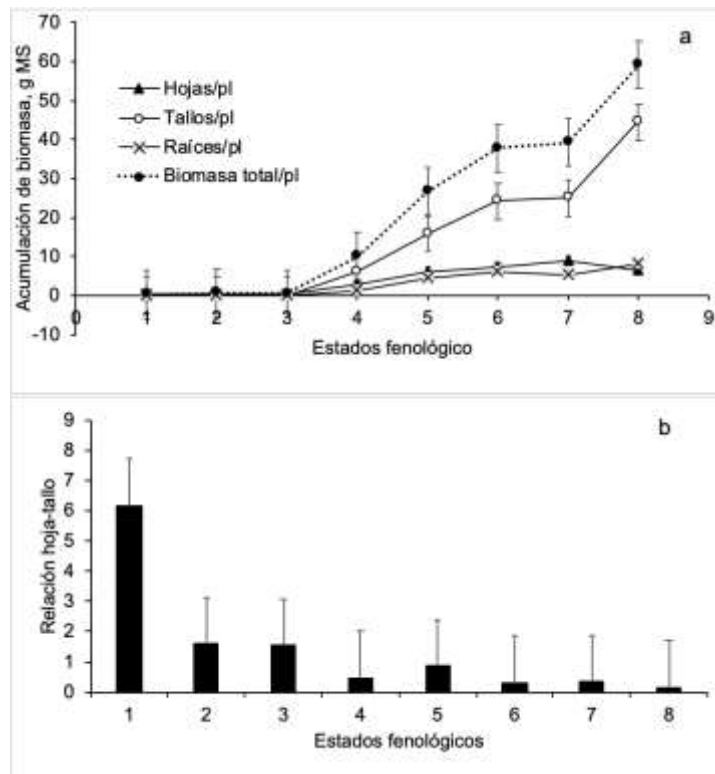 a
Acumulación de biomasa, g MS
70
60
50
40
30
20
10
0
-10
Hojas/pl
Tallos/pl
Raíces/pl
Biomasa total/pl
0 1 2 3 4 5 6 7 8 9
Estados fenológico
b
Relación hoja-tallo
9
8
7
6
5
4
3
2
1
0
1 2 3 4 5 6 7 8
Estados fenológicos